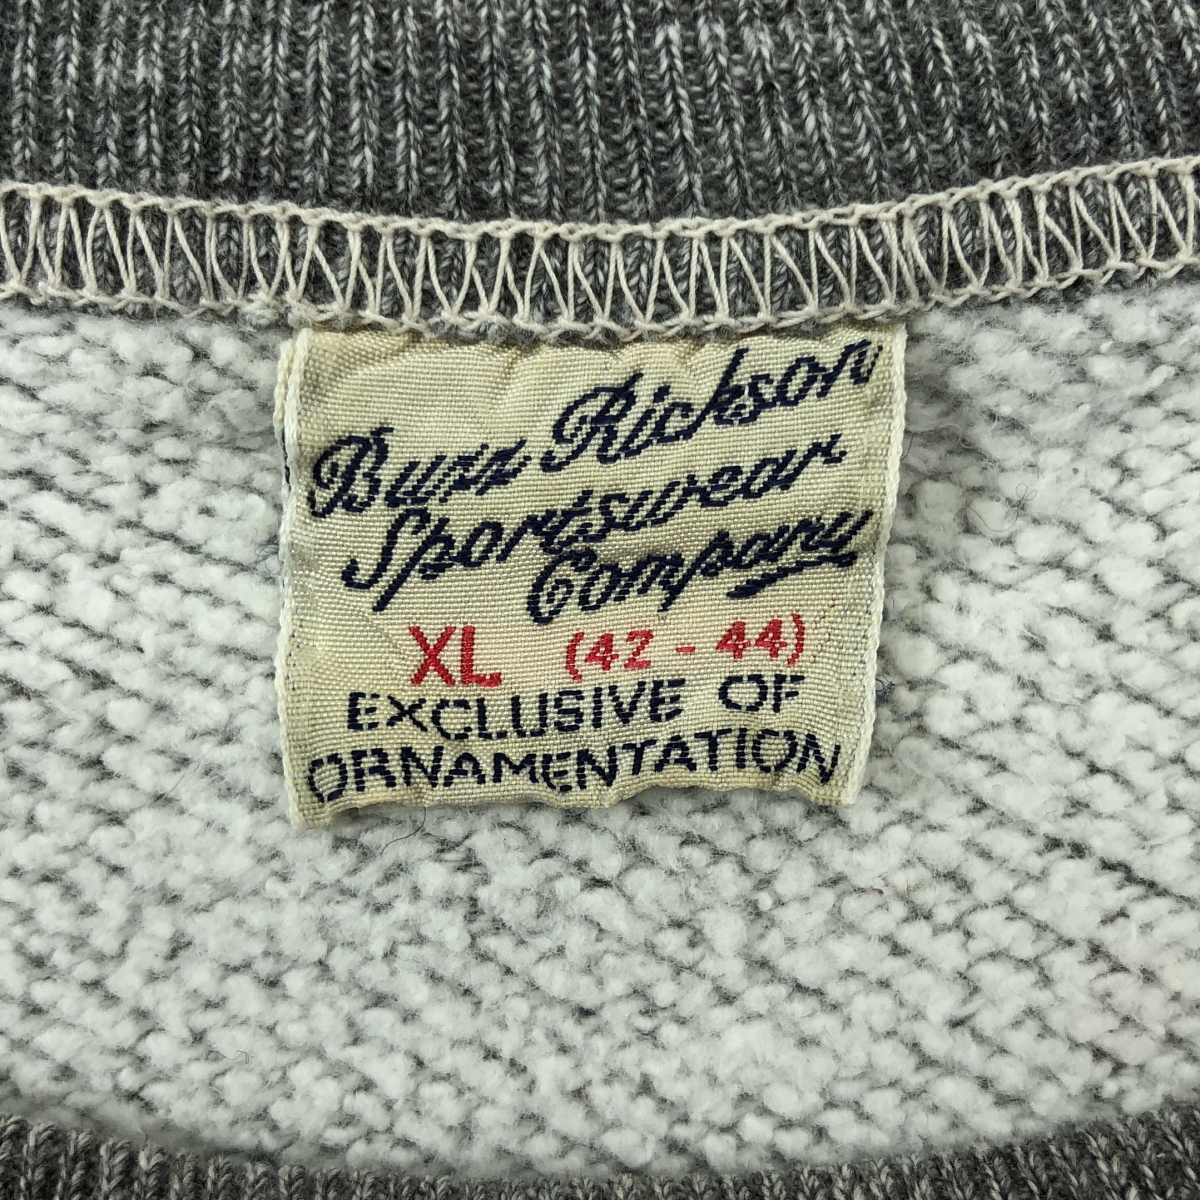 Buzz Rickson
Sportswear
Company
XL (42 - 44)
EXCLUSIVE OF
ORNAMENTATION